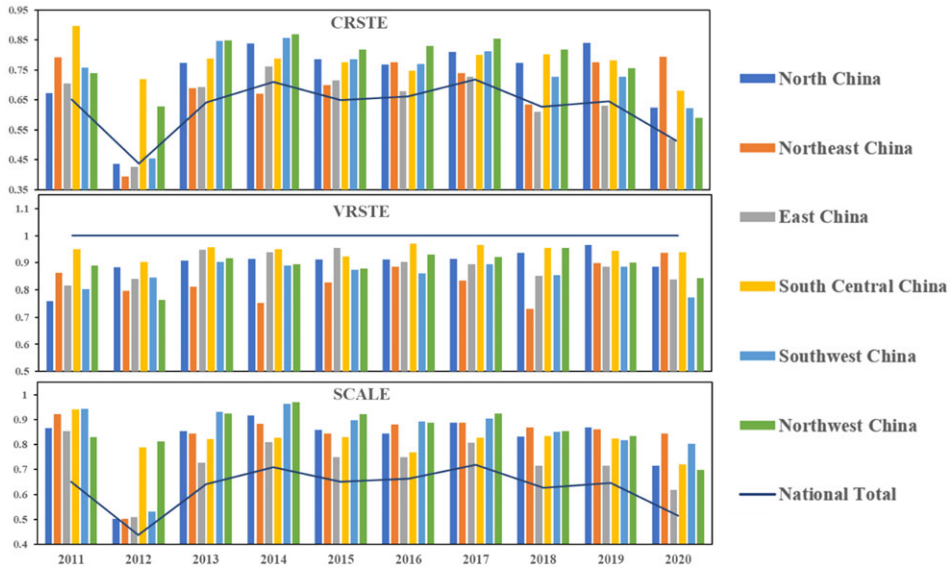 CRSTE
0.95
0.85
0.75
0.65
0.55
0.45
0.35
VRSTE
1.1
1
0.9
0.8
0.7
0.6
0.5
SCALE
1
0.9
0.8
0.7
0.6
0.5
0.4
2011 2012 2013 2014 2015 2016 2017 2018 2019 2020
North China
Northeast China
East China
South Central China
Southwest China
Northwest China
National Total